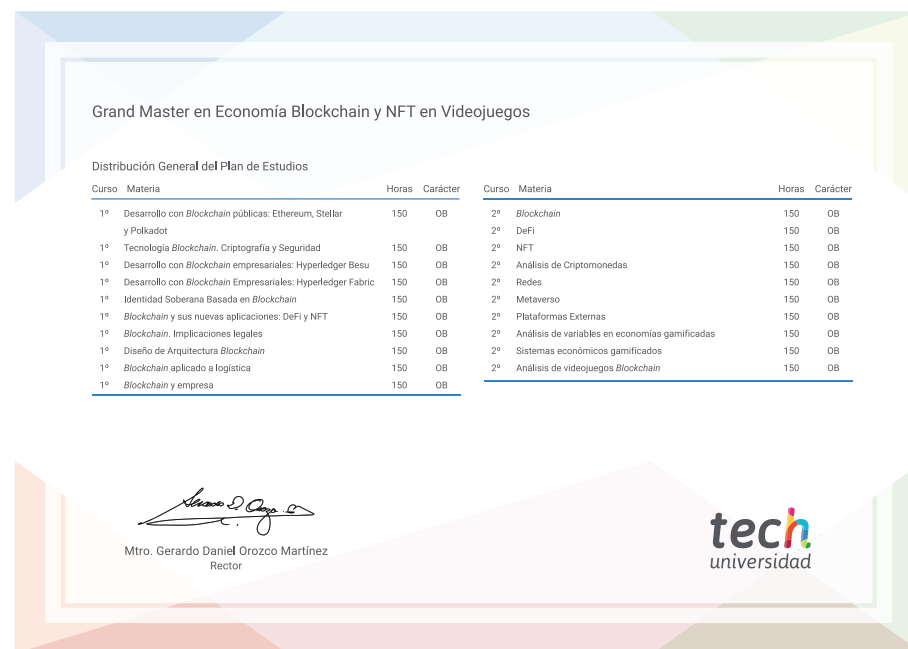 Grand Master en Economía Blockchain y NFT en Videojuegos
Distribución General del Plan de Estudios
Curso Materia Horas Carácter
1º Desarrollo con Blockchain públicas: Ethereum, Stellar 150 OB
y Polkadot
1º Tecnología Blockchain. Criptografía y Seguridad 150 OB
1º Desarrollo con Blockchain empresariales: Hyperledger Besu 150 OB
1º Desarrollo con Blockchain Empresariales: Hyperledger Fabric 150 OB
1º Identidad Soberana Basada en Blockchain 150 OB
1º Blockchain y sus nuevas aplicaciones: DeFi y NFT 150 OB
1º Blockchain. Implicaciones legales 150 OB
1º Diseño de Arquitectura Blockchain 150 OB
1º Blockchain aplicado a logística 150 OB
1º Blockchain y empresa 150 OB
Curso Materia Horas Carácter
2º Blockchain 150 OB
2º DeFi 150 OB
2º NFT 150 OB
2º Análisis de Criptomonedas 150 OB
2º Redes 150 OB
2º Metaverso 150 OB
2º Plataformas Externas 150 OB
2º Análisis de variables en economías gamificadas 150 OB
2º Sistemas económicos gamificados 150 OB
2º Análisis de videojuegos Blockchain 150 OB
Mtro. Gerardo Daniel Orozco Martínez
Rector
tech
universidad